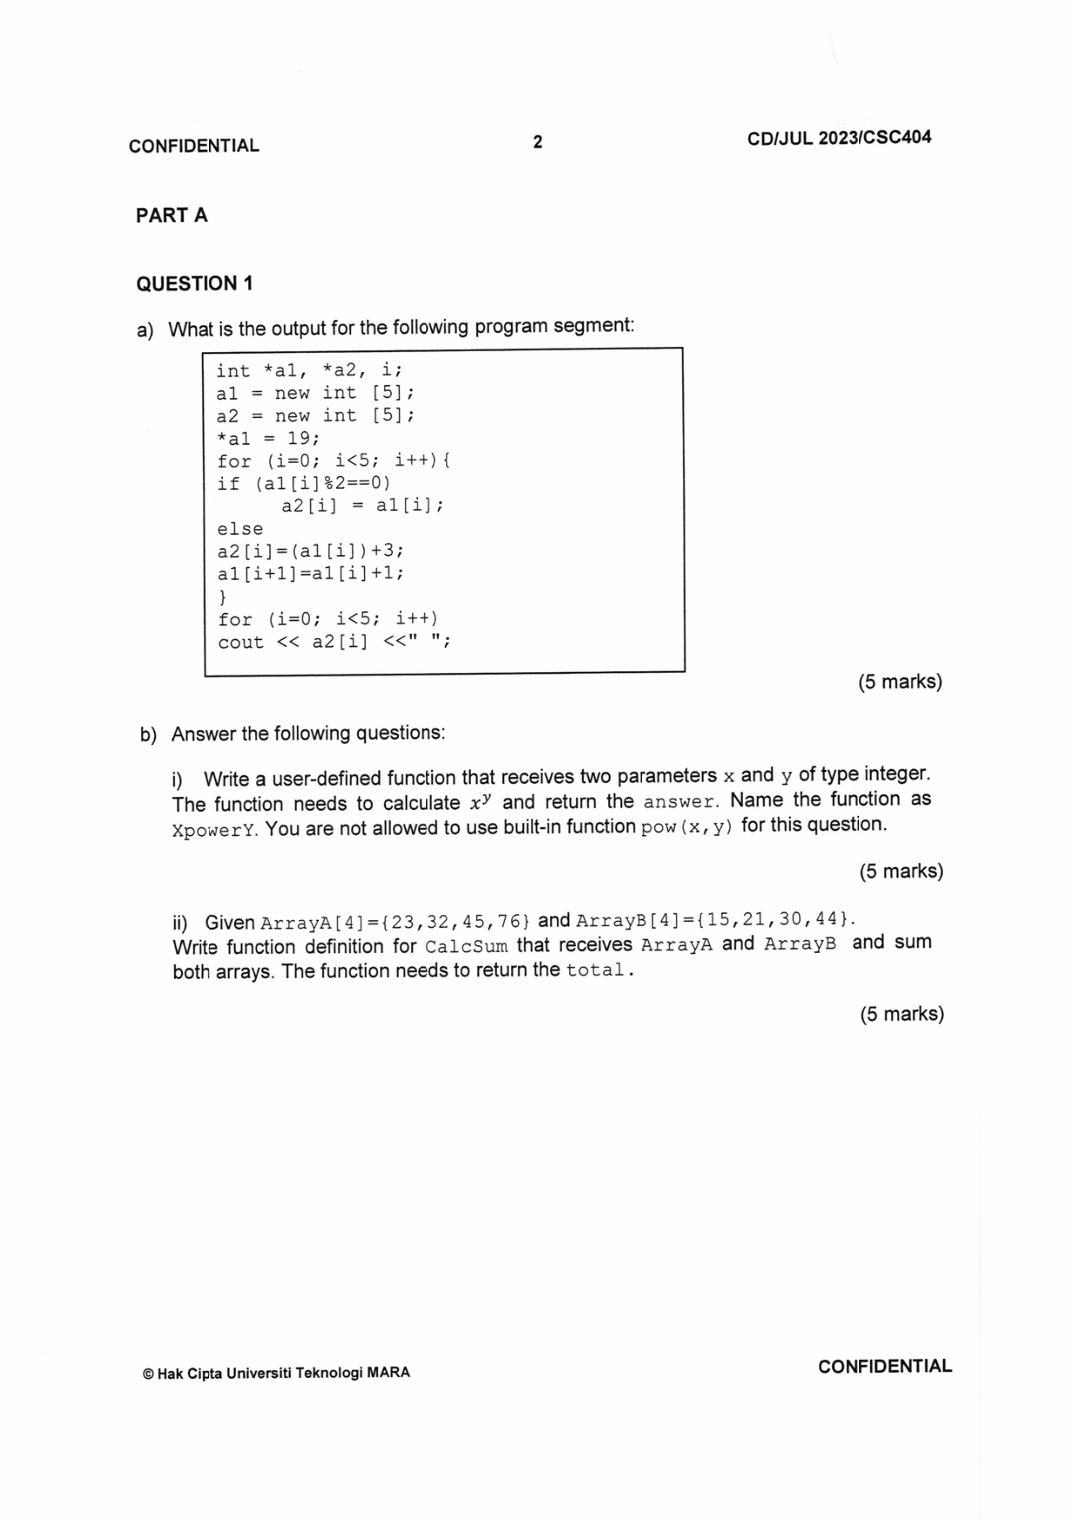 CONFIDENTIAL 2 CD/JUL 2023/CSC404
PART A
QUESTION 1
a) What is the output for the following program segment:
int *a1, *a2, i;
a1 = new int [5];
a2 = new int [5];
*a1 = 19;
for (i=0; i<5; i++){
if (a1[i]%2==0)
a2[i] = a1[i];
else
a2[i]=(a1[i])+3;
a1[i+1]=a1[i]+1;
}
for (i=0; i<5; i++)
cout << a2[i] <<" ";
(5 marks)
b) Answer the following questions:
i) Write a user-defined function that receives two parameters x and y of type integer.
The function needs to calculate x^y and return the answer. Name the function as
XpowerY. You are not allowed to use built-in function pow(x,y) for this question.
(5 marks)
ii) Given ArrayA[4]={23,32,45,76} and ArrayB[4]={15,21,30,44}.
Write function definition for CalcSum that receives ArrayA and ArrayB and sum
both arrays. The function needs to return the total.
(5 marks)
© Hak Cipta Universiti Teknologi MARA CONFIDENTIAL